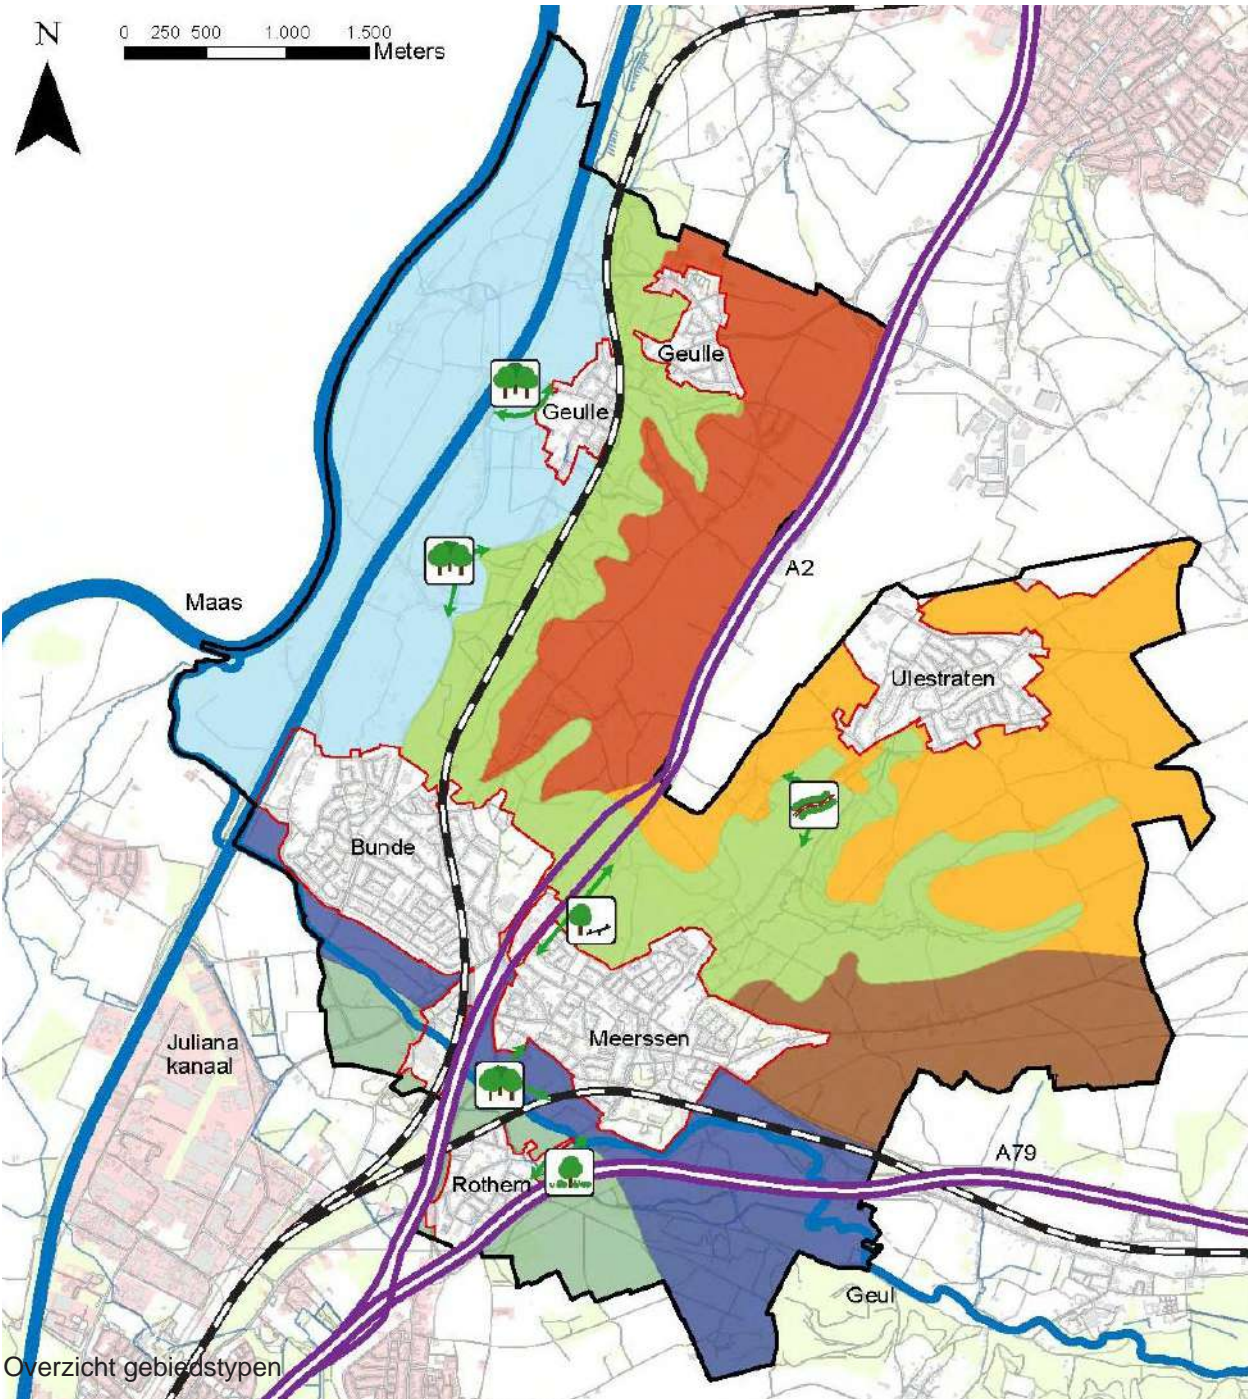 N
0 250 500 1.000 1.500
Meters
Geulle
Geulle
A2
Maas
Ulestraten
Bunde
Juliana
kanaal
Meerssen
A79
Rothem
Geul
Overzicht gebiedstypen